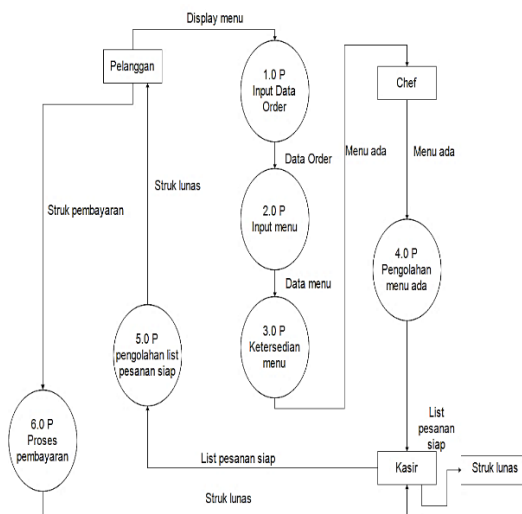 Display menu
Pelanggan
1.0 P
Input Data
Order
Chef
Data Order
Menu ada
Menu ada
Struk lunas
Struk pembayaran
2.0 P
Input menu
4.0 P
Pengolahan
menu ada
Data menu
5.0 P
pengolahan list
pesanan siap
3.0 P
Ketersedian
menu
6.0 P
Proses
pembayaran
List
pesanan
siap
List pesanan siap
Kasir
Struk lunas
Struk lunas